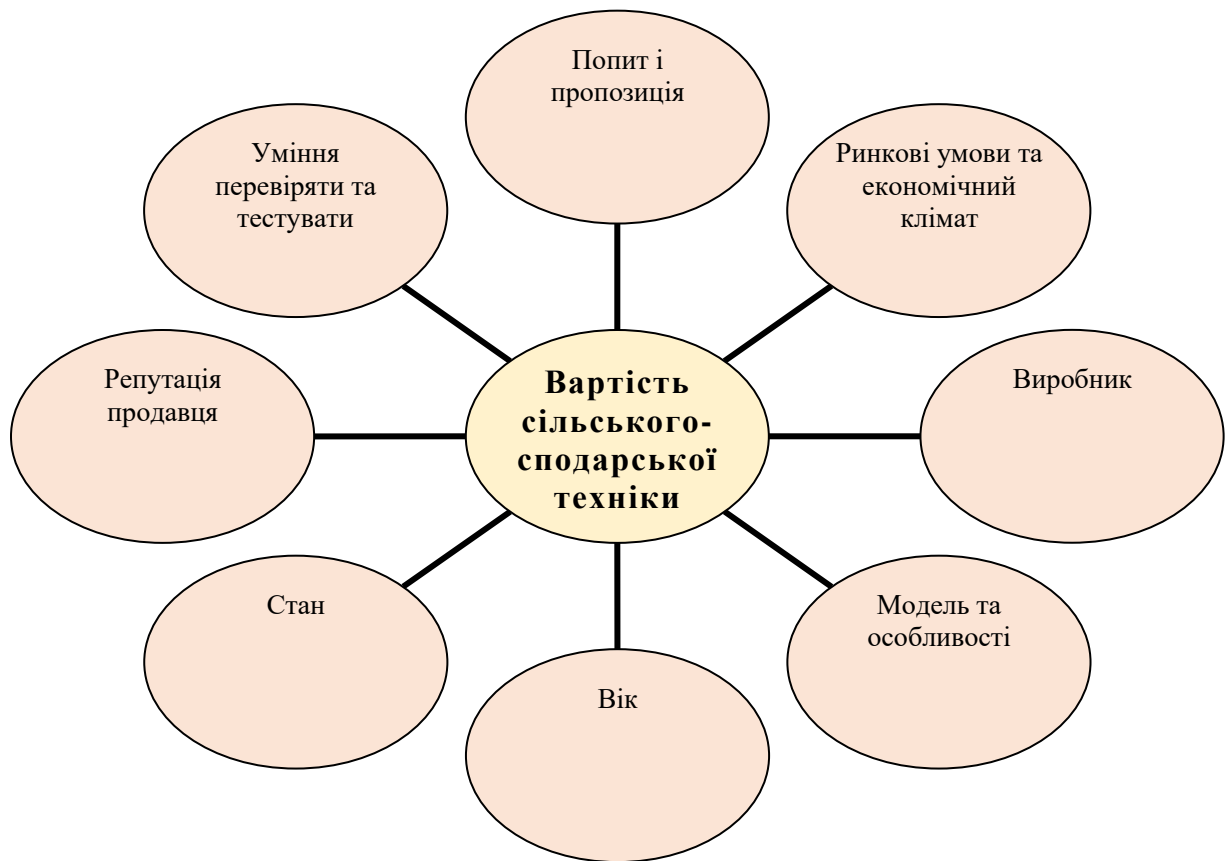 Попит і
пропозиція
Уміння
перевіряти та
тестувати
Ринкові умови та
економічний
клімат
Репутація
продавця
Вартість
сільського-
сподарської
техніки
Виробник
Стан
Модель та
особливості
Вік